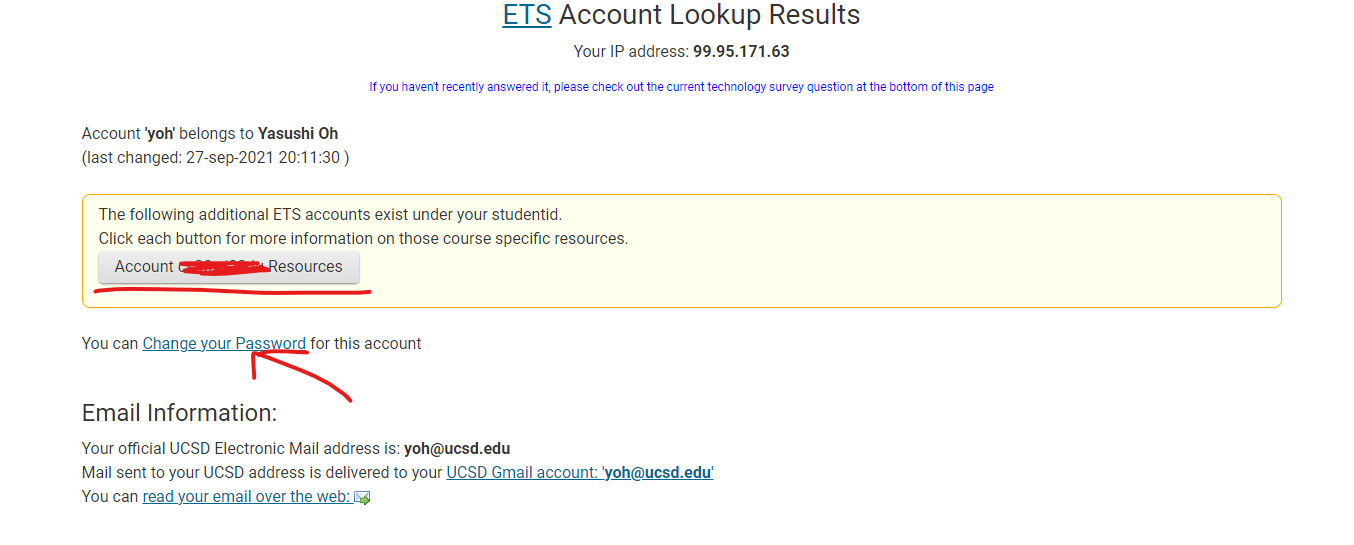 ETS Account Lookup Results
Your IP address: 99.95.171.63
If you haven't recently answered it, please check out the current technology survey question at the bottom of this page
Account 'yoh' belongs to Yasushi Oh
(last changed: 27-sep-2021 20:11:30 )
The following additional ETS accounts exist under your studentid.
Click each button for more information on those course specific resources.
Account Resources
You can Change your Password for this account
Email Information:
Your official UCSD Electronic Mail address is: yoh@ucsd.edu
Mail sent to your UCSD address is delivered to your UCSD Gmail account: 'yoh@ucsd.edu'
You can read your email over the web: